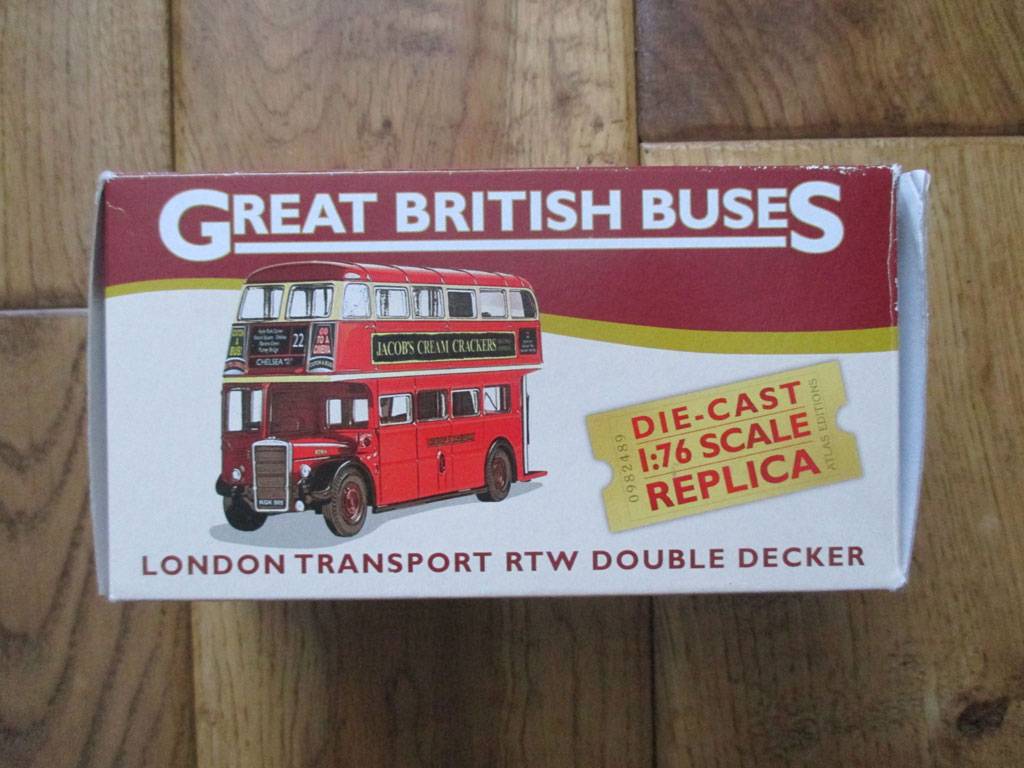 GREAT BRITISH BUSES
22
CHELSEA
JACOB'S CREAM CRACKERS
DIE-CAST
1:76 SCALE
REPLICA
0982489
ATLAS EDITIONS
LONDON TRANSPORT RTW DOUBLE DECKER